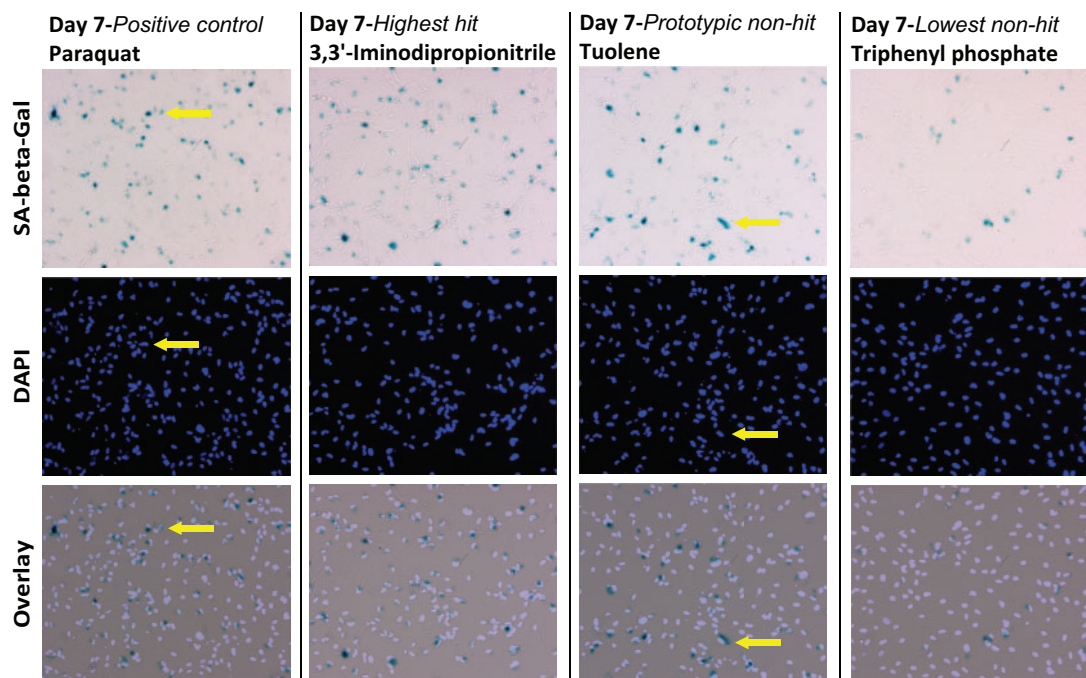 Day 7-Positive control
Paraquat
Day 7-Highest hit
3,3'-Iminodipropionitrile
Day 7-Prototypic non-hit
Tuolene
Day 7-Lowest non-hit
Triphenyl phosphate
SA-beta-Gal
DAPI
Overlay